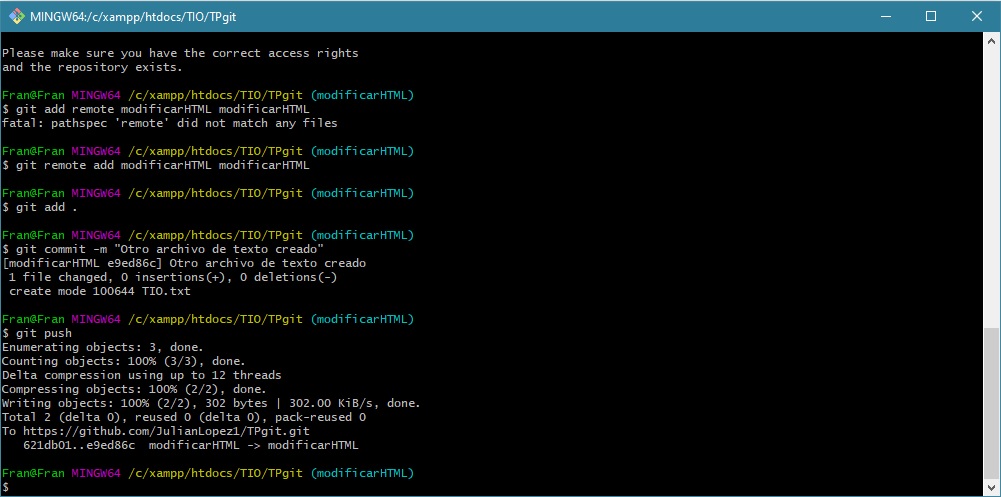 MINGW64:/c/xampp/htdocs/TIO/TPgit
Please make sure you have the correct access rights
and the repository exists.
Fran@Fran MINGW64 /c/xampp/htdocs/TIO/TPgit (modificarHTML)
$ git add remote modificarHTML modificarHTML
fatal: pathspec 'remote' did not match any files
Fran@Fran MINGW64 /c/xampp/htdocs/TIO/TPgit (modificarHTML)
$ git remote add modificarHTML modificarHTML
Fran@Fran MINGW64 /c/xampp/htdocs/TIO/TPgit (modificarHTML)
$ git add .
Fran@Fran MINGW64 /c/xampp/htdocs/TIO/TPgit (modificarHTML)
$ git commit -m "Otro archivo de texto creado"
[modificarHTML e9ed86c] Otro archivo de texto creado
 1 file changed, 0 insertions(+), 0 deletions(-)
 create mode 100644 TIO.txt
Fran@Fran MINGW64 /c/xampp/htdocs/TIO/TPgit (modificarHTML)
$ git push
Enumerating objects: 3, done.
Counting objects: 100% (3/3), done.
Delta compression using up to 12 threads
Compressing objects: 100% (2/2), done.
Writing objects: 100% (2/2), 302 bytes | 302.00 KiB/s, done.
Total 2 (delta 0), reused 0 (delta 0), pack-reused 0
To https://github.com/JulianLopez1/TPgit.git
   621db01..e9ed86c  modificarHTML -> modificarHTML
Fran@Fran MINGW64 /c/xampp/htdocs/TIO/TPgit (modificarHTML)
$